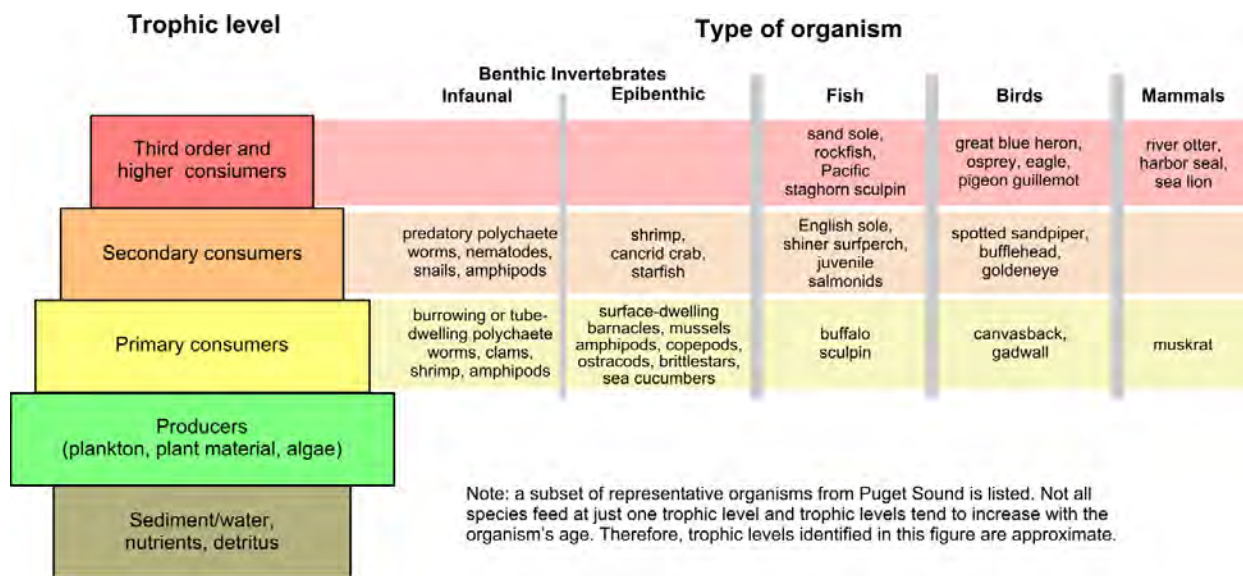 Trophic level
Type of organism
Benthic Invertebrates
Infaunal
Epibenthic
Fish
Birds
Mammals
Third order and
higher consiumers
sand sole,
rockfish,
Pacific
staghorn sculpin
great blue heron,
osprey, eagle,
pigeon guillemot
river otter,
harbor seal,
sea lion
Secondary consumers
predatory polychaete
worms, nematodes,
snails, amphipods
shrimp,
cancrid crab,
starfish
English sole,
shiner surfperch,
juvenile
salmonids
spotted sandpiper,
bufflehead,
goldeneye
Primary consumers
burrowing or tube-
dwelling polychaete
worms, clams,
shrimp, amphipods
surface-dwelling
barnacles, mussels
amphipods, copepods,
ostracods, brittlestars,
sea cucumbers
buffalo
sculpin
canvasback,
gadwall
muskrat
Producers
(plankton, plant material, algae)
Sediment/water,
nutrients, detritus
Note: a subset of representative organisms from Puget Sound is listed. Not all
species feed at just one trophic level and trophic levels tend to increase with the
organism's age. Therefore, trophic levels identified in this figure are approximate.